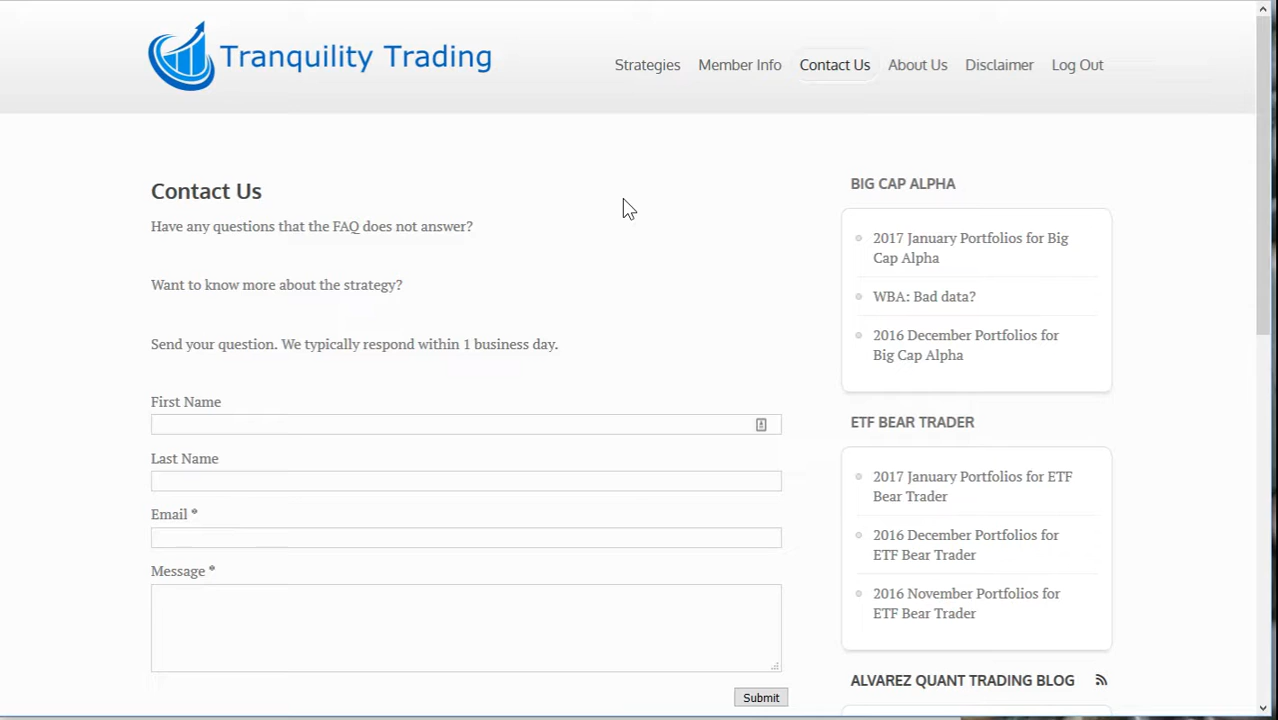 Tranquility Trading
Strategies Member Info Contact Us About Us Disclaimer Log Out
Contact Us
Have any questions that the FAQ does not answer?
Want to know more about the strategy?
Send your question. We typically respond within 1 business day.
First Name
Last Name
Email *
Message *
Submit
BIG CAP ALPHA
2017 January Portfolios for Big
Cap Alpha
WBA: Bad data?
2016 December Portfolios for
Big Cap Alpha
ETF BEAR TRADER
2017 January Portfolios for ETF
Bear Trader
2016 December Portfolios for
ETF Bear Trader
2016 November Portfolios for
ETF Bear Trader
ALVAREZ QUANT TRADING BLOG